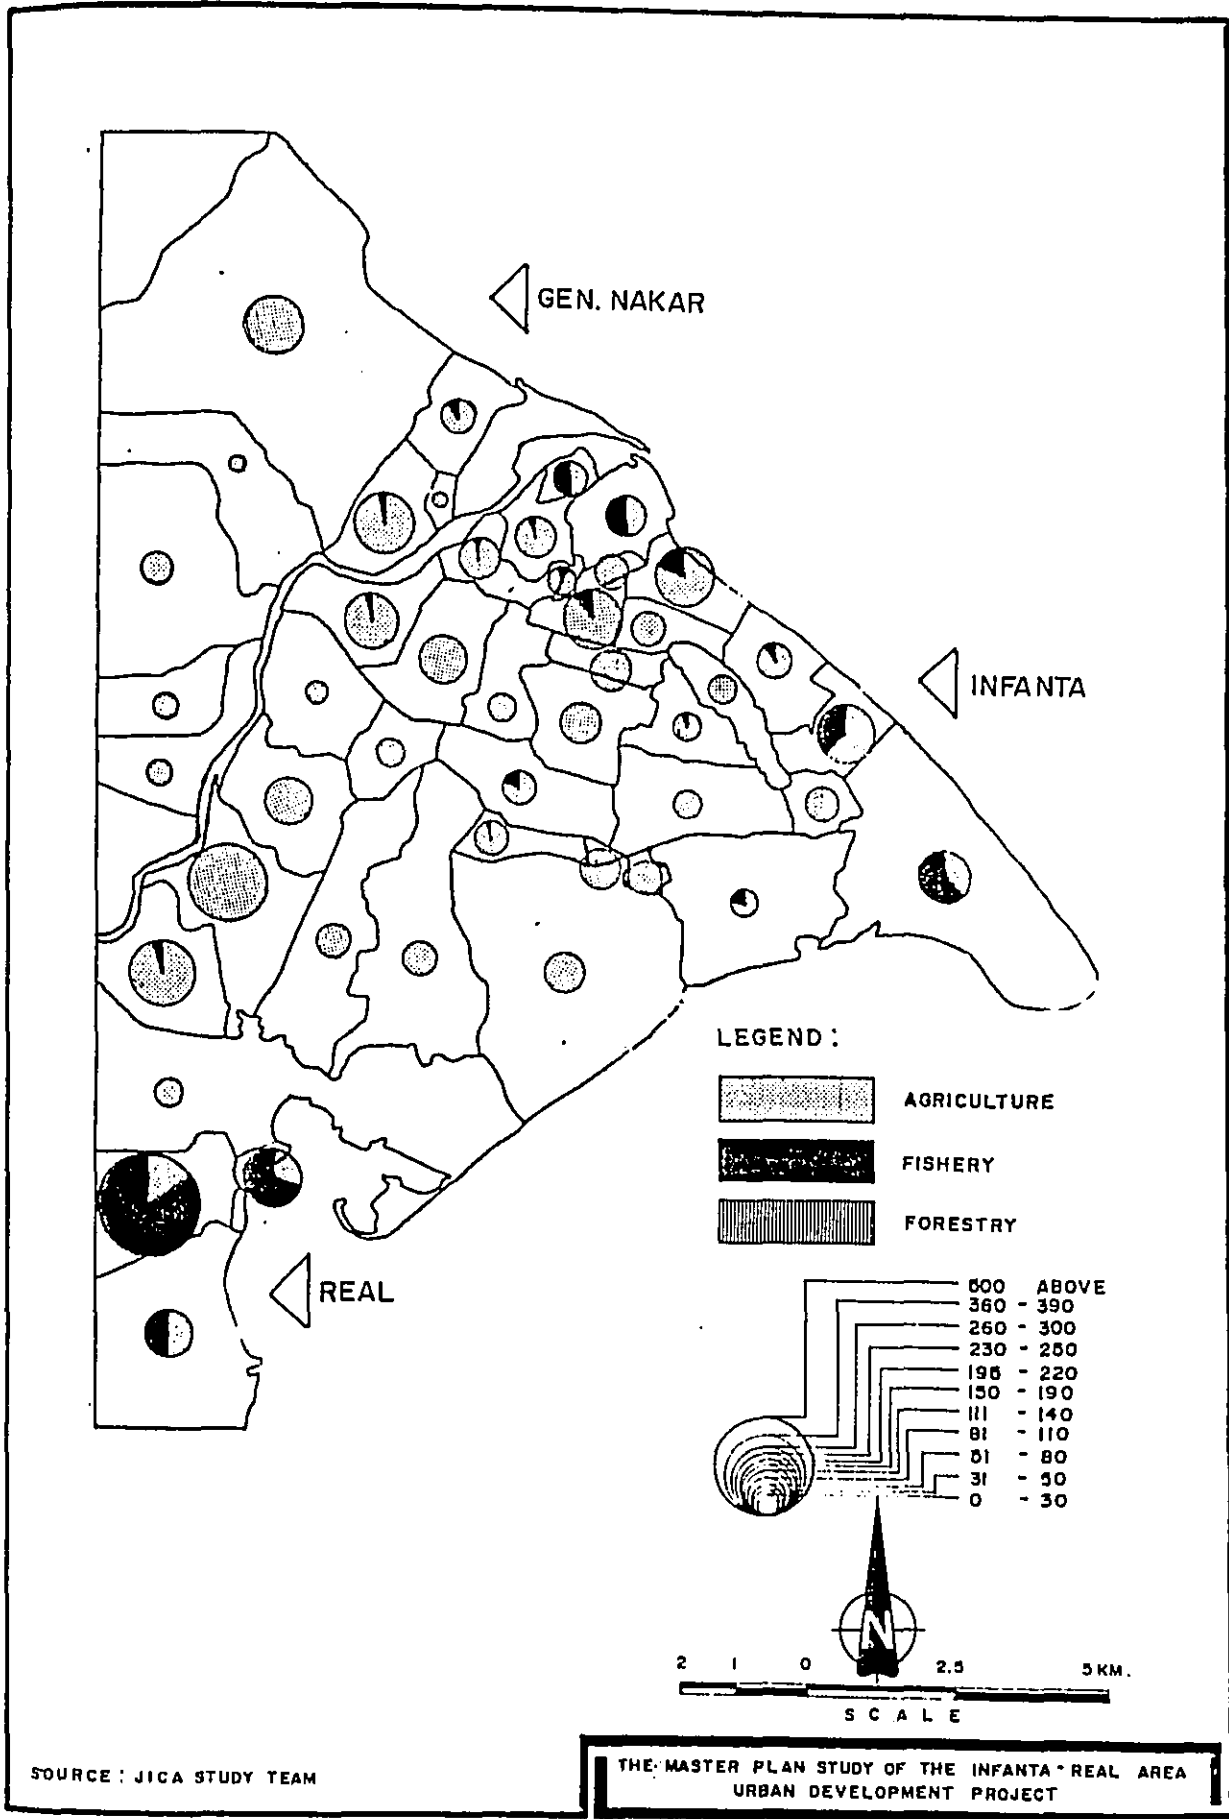 GEN. NAKAR
INFANTA
REAL
LEGEND :
AGRICULTURE
FISHERY
FORESTRY
600 ABOVE
360 - 390
260 - 300
230 - 250
195 - 220
150 - 190
111 - 140
81 - 110
51 - 80
31 - 50
0 - 30
N
2 1 0 2.5 5 KM.
SCALE
SOURCE : JICA STUDY TEAM
THE MASTER PLAN STUDY OF THE INFANTA - REAL AREA
URBAN DEVELOPMENT PROJECT